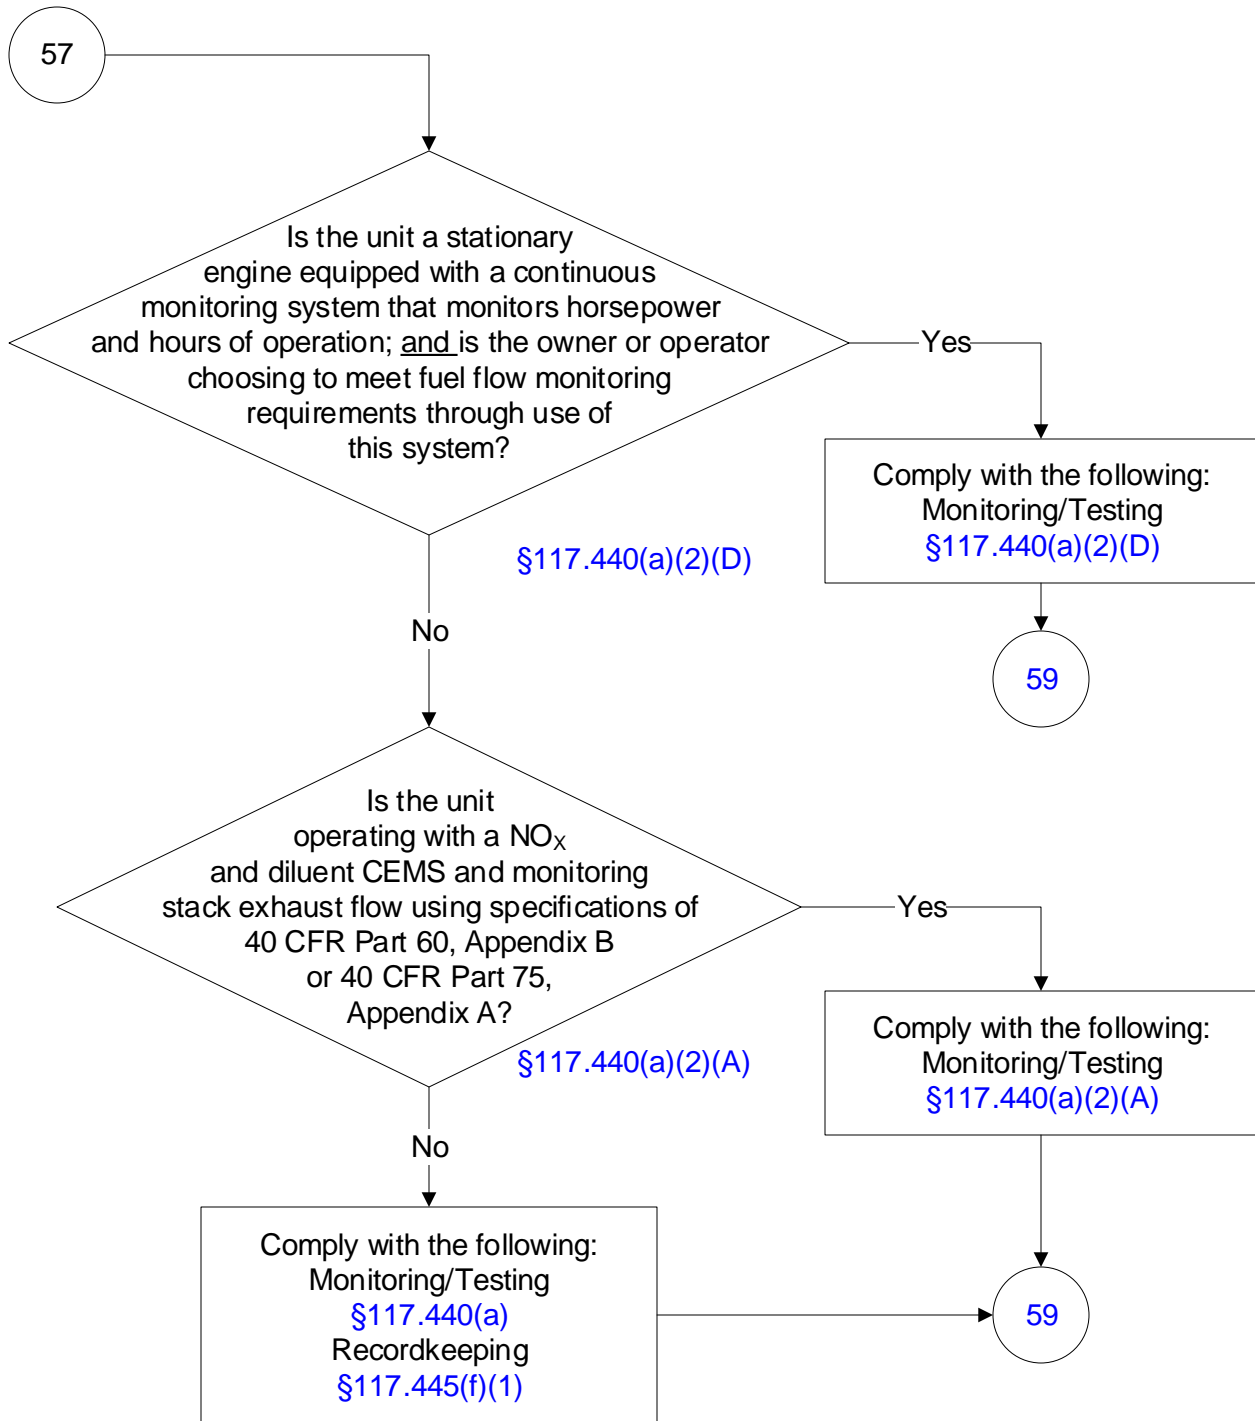 57
Is the unit a stationary
engine equipped with a continuous
monitoring system that monitors horsepower
and hours of operation; and is the owner or operator
choosing to meet fuel flow monitoring
requirements through use of
this system?
Yes
§117.440(a)(2)(D)
Comply with the following:
Monitoring/Testing
§117.440(a)(2)(D)
59
No
Is the unit
operating with a NOX
and diluent CEMS and monitoring
stack exhaust flow using specifications of
40 CFR Part 60, Appendix B
or 40 CFR Part 75,
Appendix A?
Yes
§117.440(a)(2)(A)
Comply with the following:
Monitoring/Testing
§117.440(a)(2)(A)
No
Comply with the following:
Monitoring/Testing
§117.440(a)
Recordkeeping
§117.445(f)(1)
59